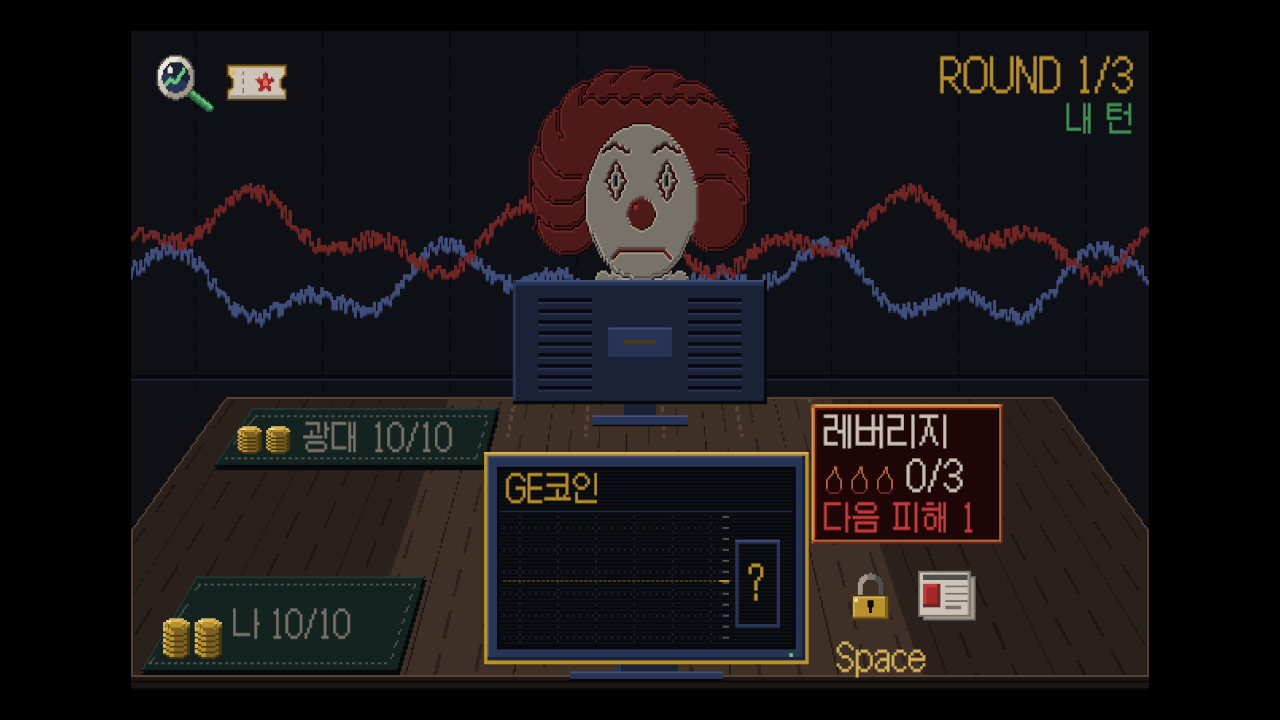 ROUND 1/3
내 턴
광대 10/10
레버리지
0/3
다음 피해 1
GE코인
?
나 10/10
Space